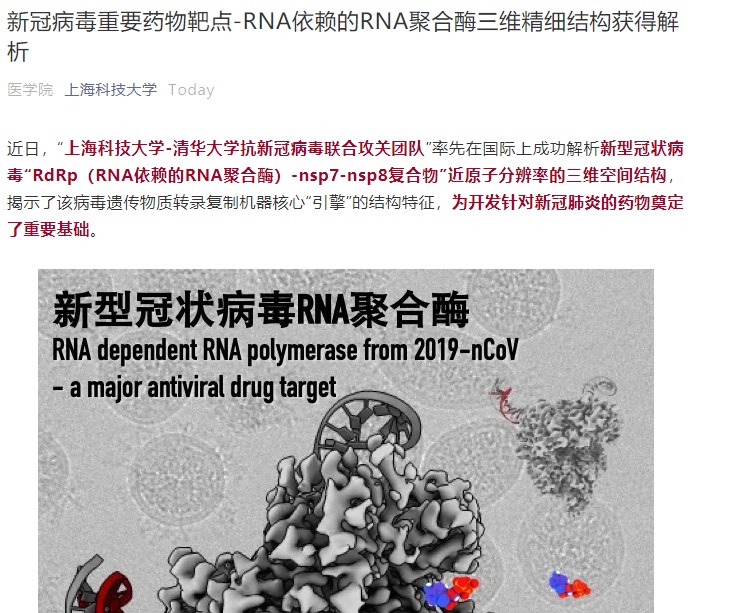 新冠病毒重要药物靶点-RNA依赖的RNA聚合酶三维精细结构获得解
析
医学院 上海科技大学 Today
近日，“上海科技大学-清华大学抗新冠病毒联合攻关团队”率先在国际上成功解析新型冠状病
毒“RdRp（RNA依赖的RNA聚合酶）-nsp7-nsp8复合物”近原子分辨率的三维空间结构，
揭示了该病毒遗传物质转录复制机器核心“引擎”的结构特征，为开发针对新冠肺炎的药物奠定
了重要基础。
新型冠状病毒RNA聚合酶
RNA dependent RNA polymerase from 2019-nCoV
- a major antiviral drug target